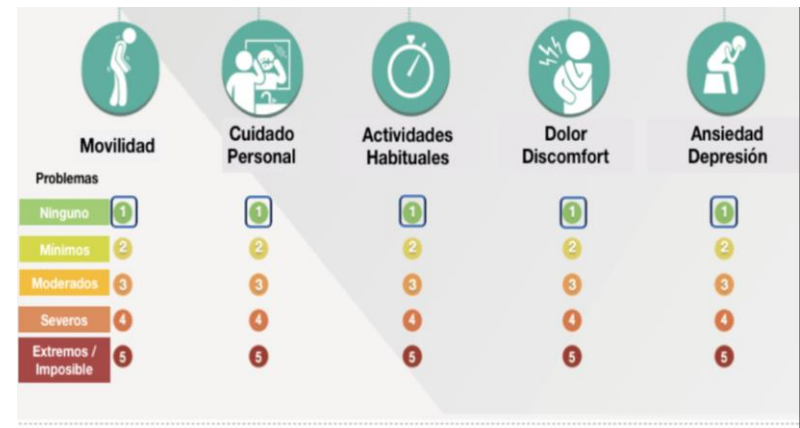 Movilidad
Cuidado
Personal
Actividades
Habituales
Dolor
Discomfort
Ansiedad
Depresión
Problemas
Ninguno 1 1 1 1 1
Mínimos 2 2 2 2 2
Moderados 3 3 3 3 3
Severos 4 4 4 4 4
Extremos /
Imposible 5 5 5 5 5